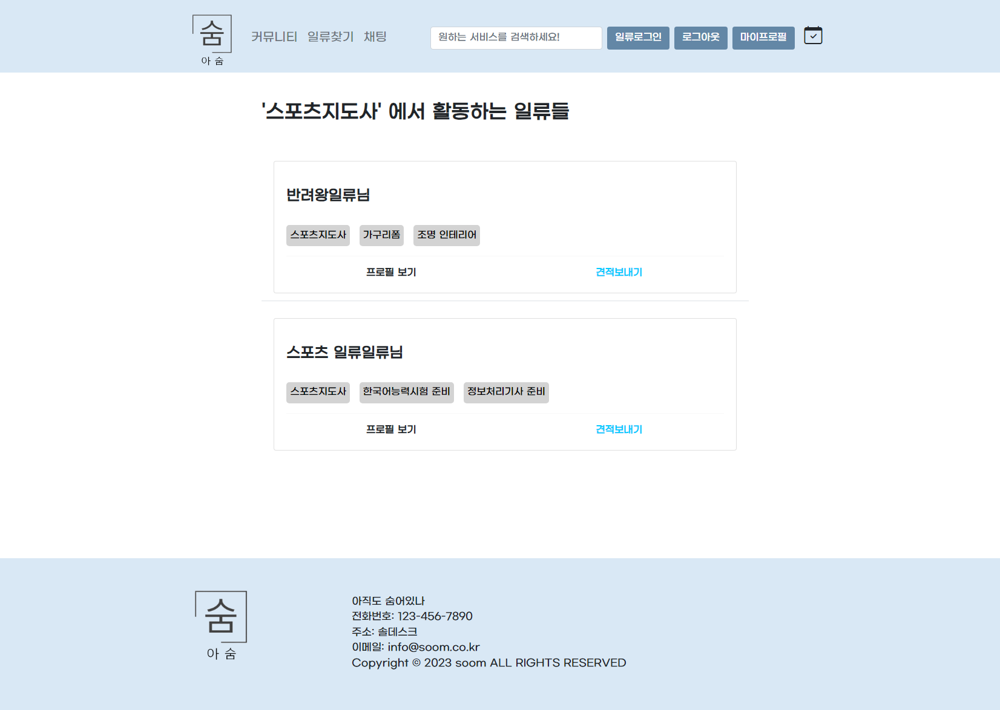 숨
아 숨
커뮤니티 일류찾기 채팅
원하는 서비스를 검색하세요! 일류로그인 로그아웃 마이프로필
'스포츠지도사' 에서 활동하는 일류들
반려왕일류님
스포츠지도사 가구리폼 조명 인테리어
프로필 보기 견적보내기
스포츠 일류일류님
스포츠지도사 한국어능력시험 준비 정보처리기사 준비
프로필 보기 견적보내기
숨
아 숨
아직도 숨어있나
전화번호: 123-456-7890
주소: 솔데스크
이메일: info@soom.co.kr
Copyright © 2023 soom ALL RIGHTS RESERVED